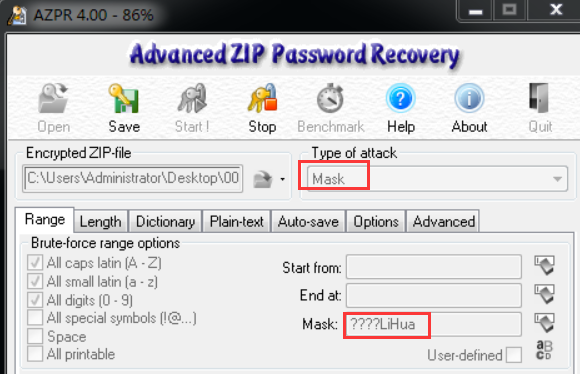 AZPR 4.00 - 86%
Advanced ZIP Password Recovery
Open Save Start! Stop Benchmark Help About Quit
Encrypted ZIP-file Type of attack
C:\Users\Administrator\Desktop\00 Mask
Range Length Dictionary Plain-text Auto-save Options Advanced
Brute-force range options
All caps latin (A - Z)
All small latin (a - z)
All digits (0 - 9)
All special symbols (!@...)
Space
All printable
Start from:
End at:
Mask: ????LiHua
User-defined